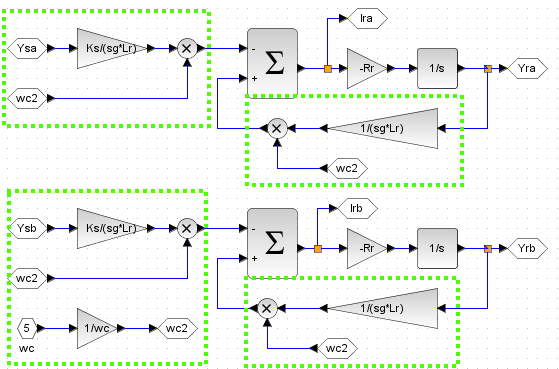 Ysa Ks/(sg*Lr) × - + Σ Ira -Rr 1/s Yra
wc2
× 1/(sg*Lr)
wc2
Ysb Ks/(sg*Lr) × - + Σ Irb -Rr 1/s Yrb
wc2
× 1/(sg*Lr)
5 1/wc wc2
wc
wc2